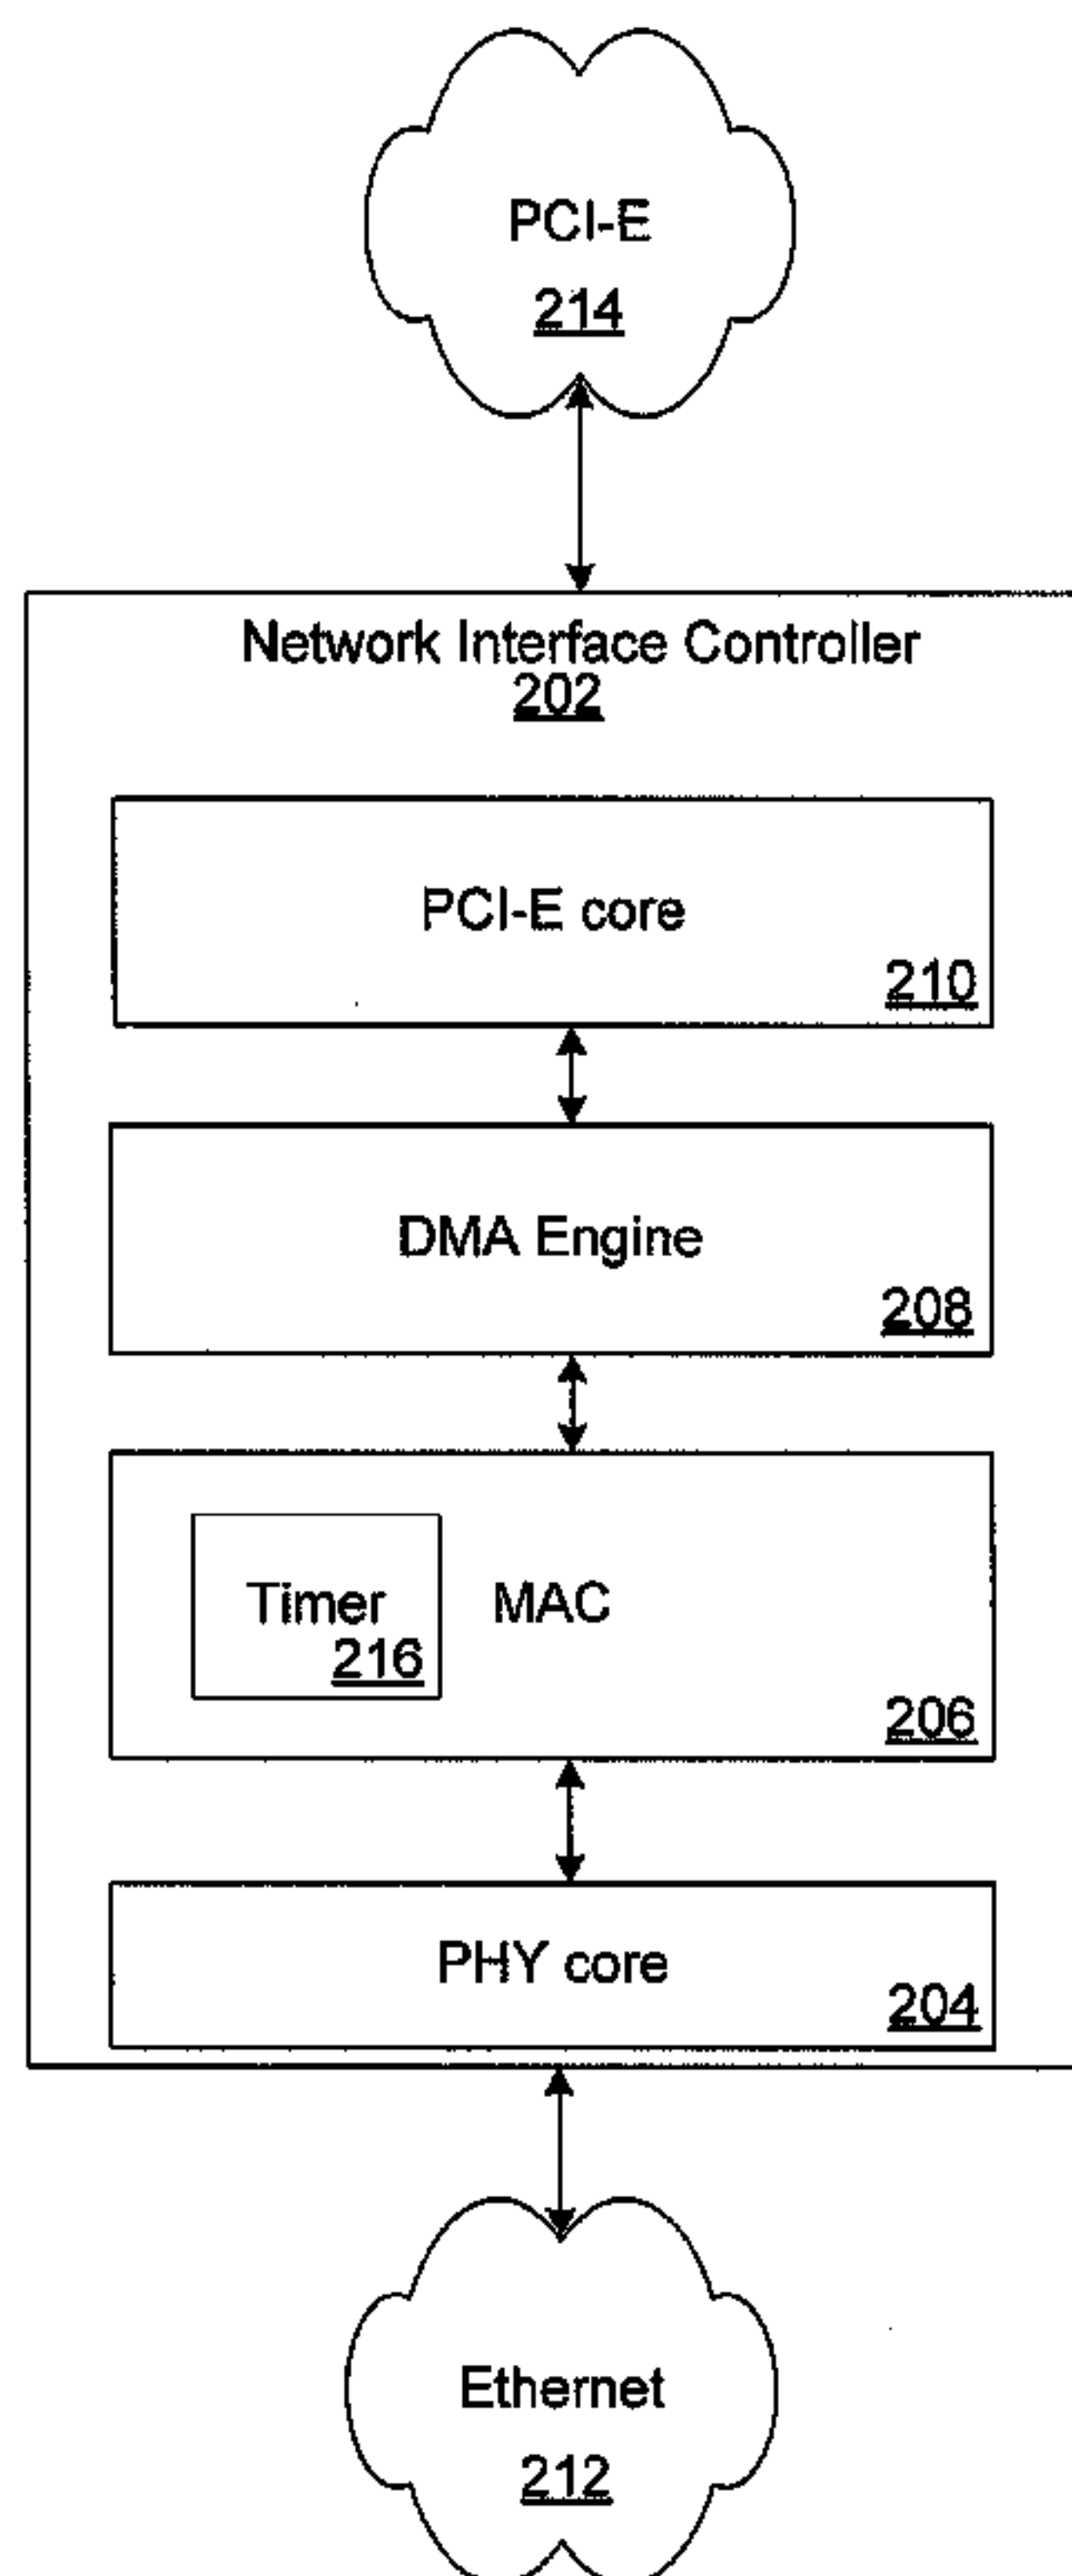 PCI-E
214
Network Interface Controller
202
PCI-E core
210
DMA Engine
208
Timer
216
MAC
206
PHY core
204
Ethernet
212